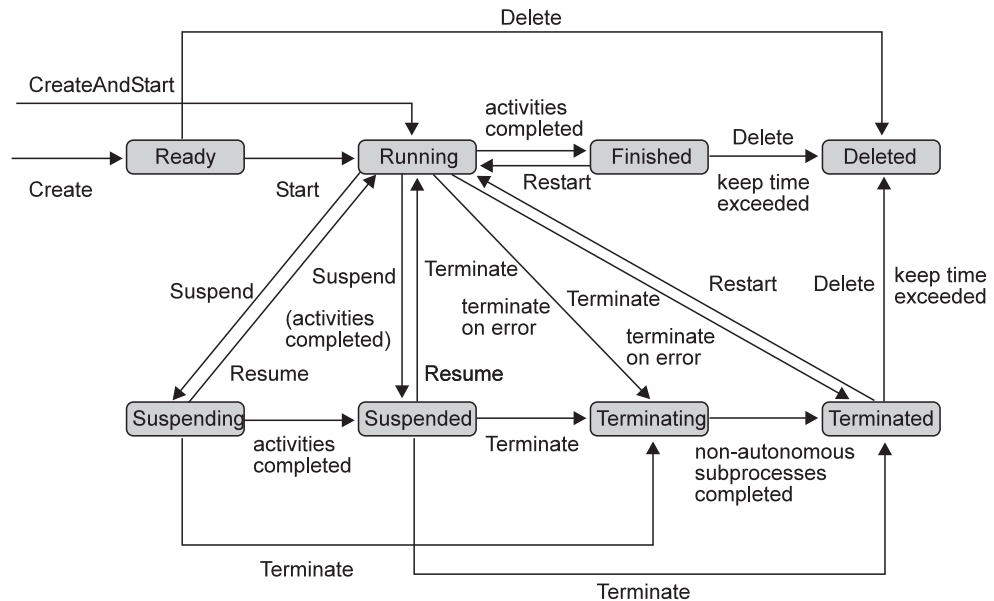 Delete
CreateAndStart
activities
completed
Delete
Ready
Running
Finished
Deleted
Create
Start
Restart
keep time
exceeded
Suspend
Suspend
Terminate
Terminate
Restart
Delete
keep time
exceeded
(activities
completed)
terminate
on error
terminate
on error
Resume
Resume
Suspending
Suspended
Terminating
Terminated
activities
completed
Terminate
non-autonomous
subprocesses
completed
Terminate
Terminate